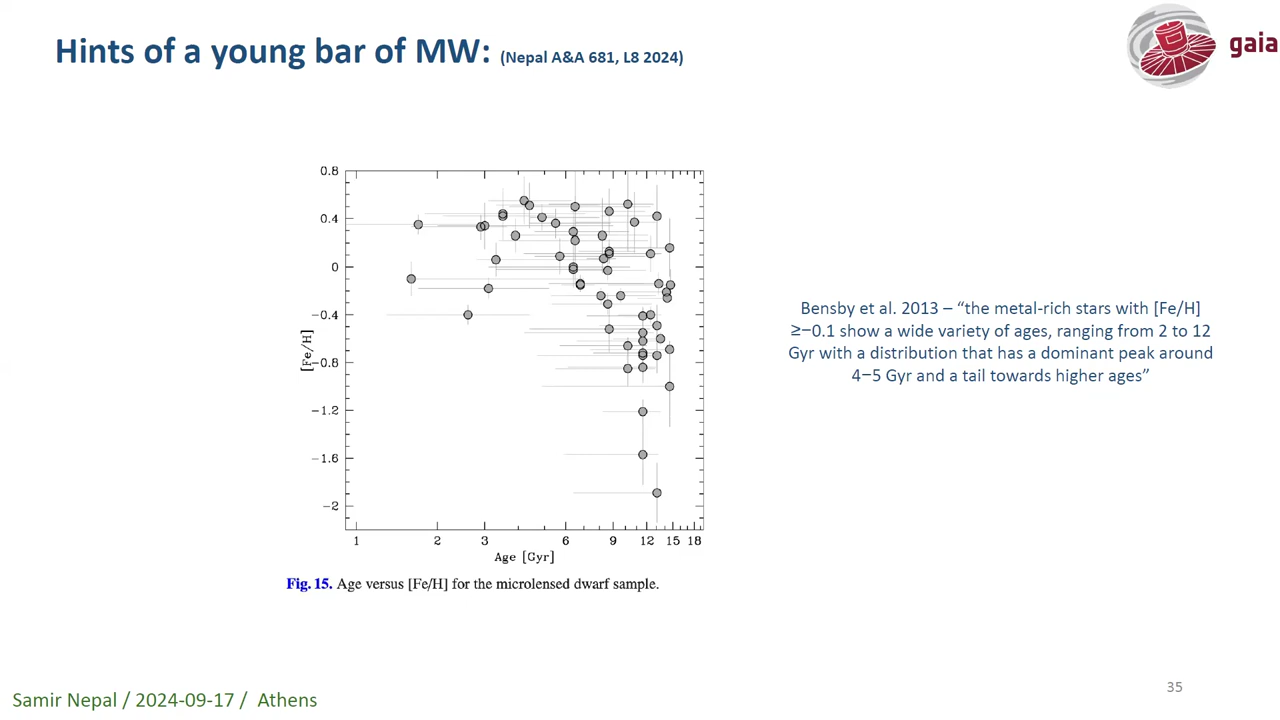 Hints of a young bar of MW: (Nepal A&A 681, L8 2024)
gaia
0.8
0.4
0
−0.4
−0.8
−1.2
−1.6
−2
[Fe/H]
1 2 3 6 9 12 15 18
Age [Gyr]
Fig. 15. Age versus [Fe/H] for the microlensed dwarf sample.
Bensby et al. 2013 – “the metal-rich stars with [Fe/H]
≥−0.1 show a wide variety of ages, ranging from 2 to 12
Gyr with a distribution that has a dominant peak around
4−5 Gyr and a tail towards higher ages”
35
Samir Nepal / 2024-09-17 / Athens